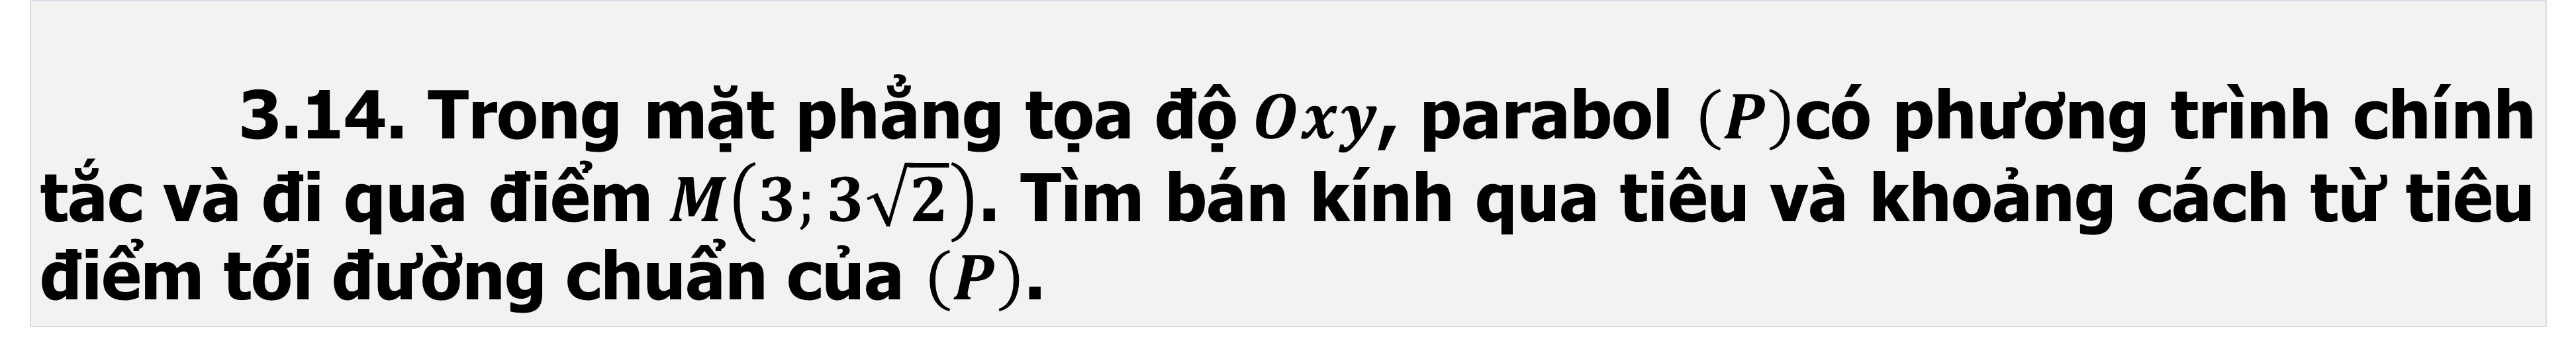 3.14. Trong mặt phẳng tọa độ Oxy, parabol (P)có phương trình chính
tắc và đi qua điểm M(3; 3√2). Tìm bán kính qua tiêu và khoảng cách từ tiêu
điểm tới đường chuẩn của (P).